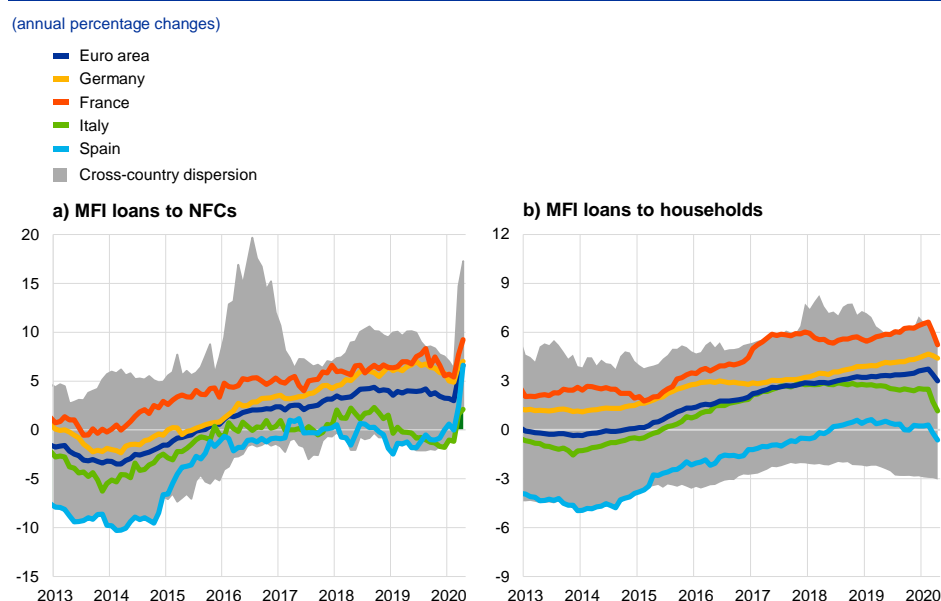 (annual percentage changes)
Euro area
Germany
France
Italy
Spain
Cross-country dispersion
a) MFI loans to NFCs
20
15
10
5
0
-5
-10
-15
2013 2014 2015 2016 2017 2018 2019 2020
b) MFI loans to households
12
9
6
3
0
-3
-6
-9
2013 2014 2015 2016 2017 2018 2019 2020